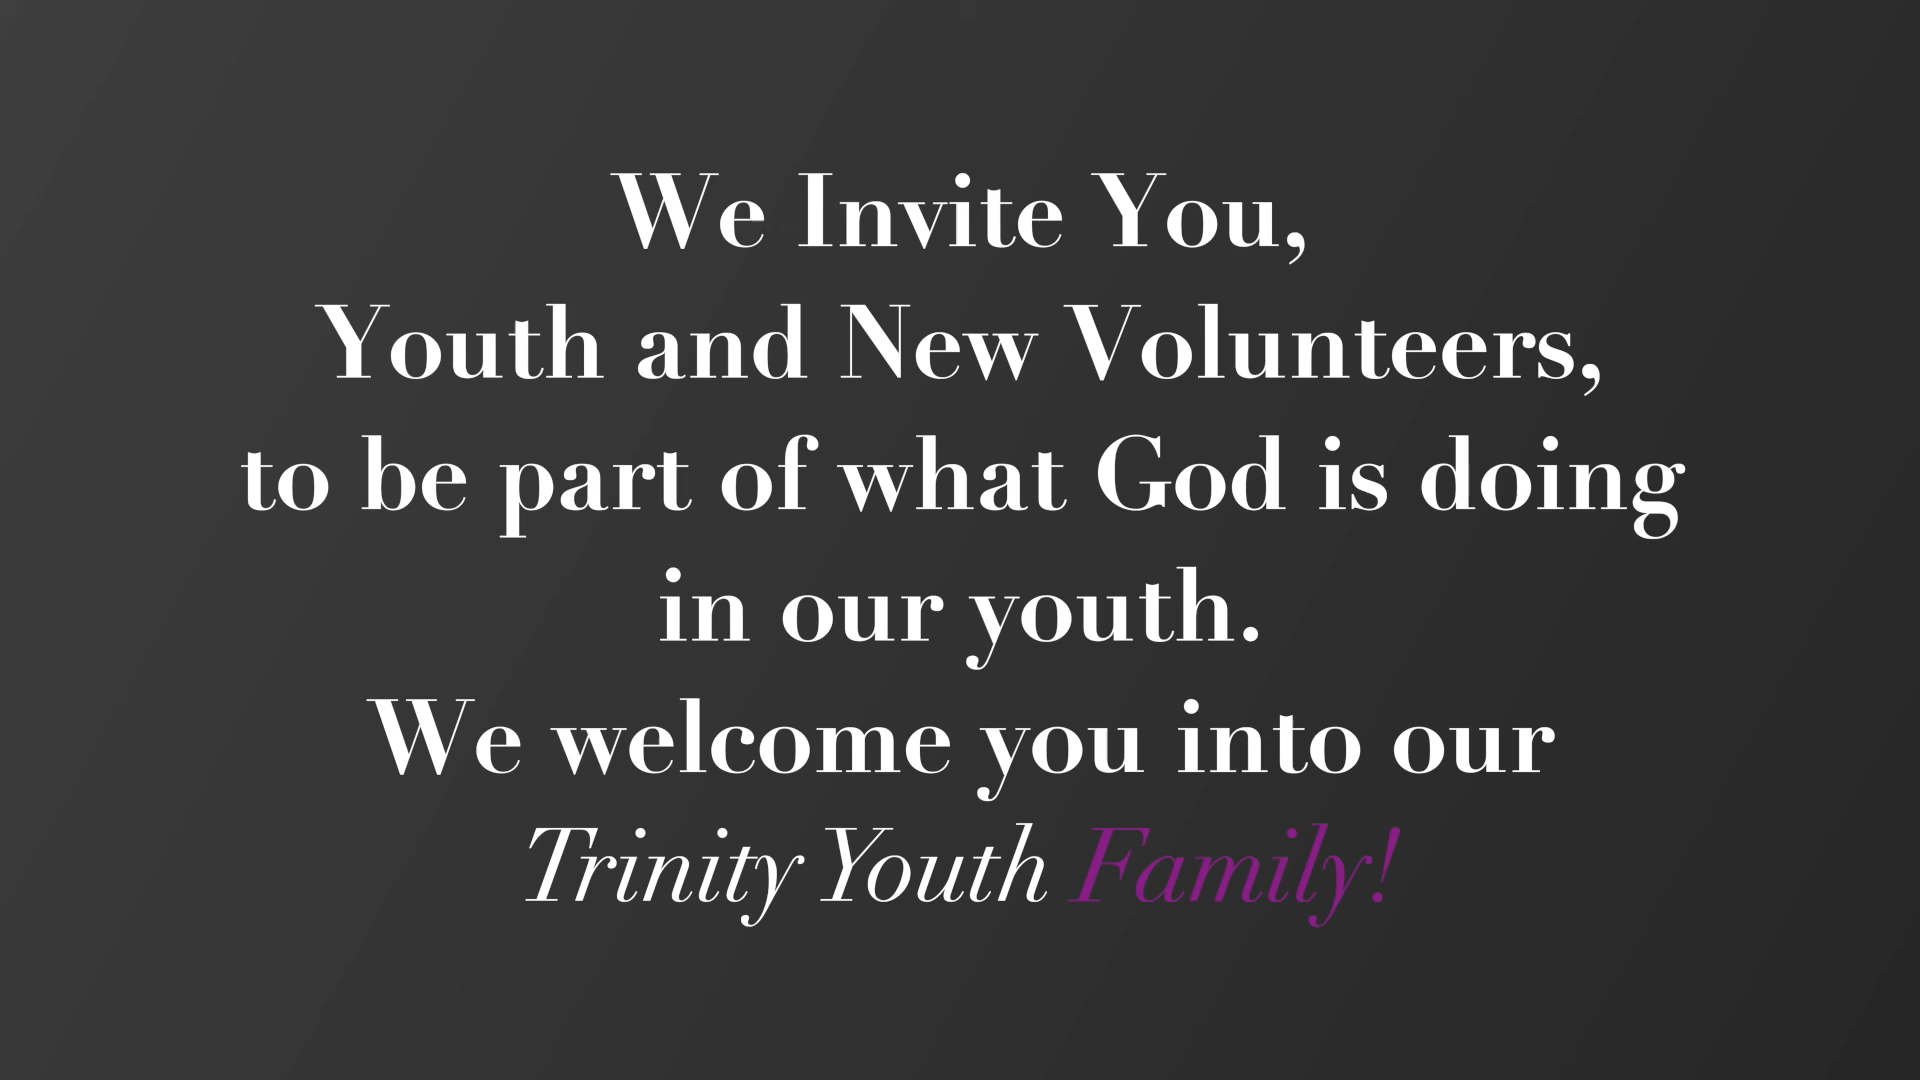 We Invite You,
Youth and New Volunteers,
to be part of what God is doing
in our youth.
We welcome you into our
Trinity Youth Family!